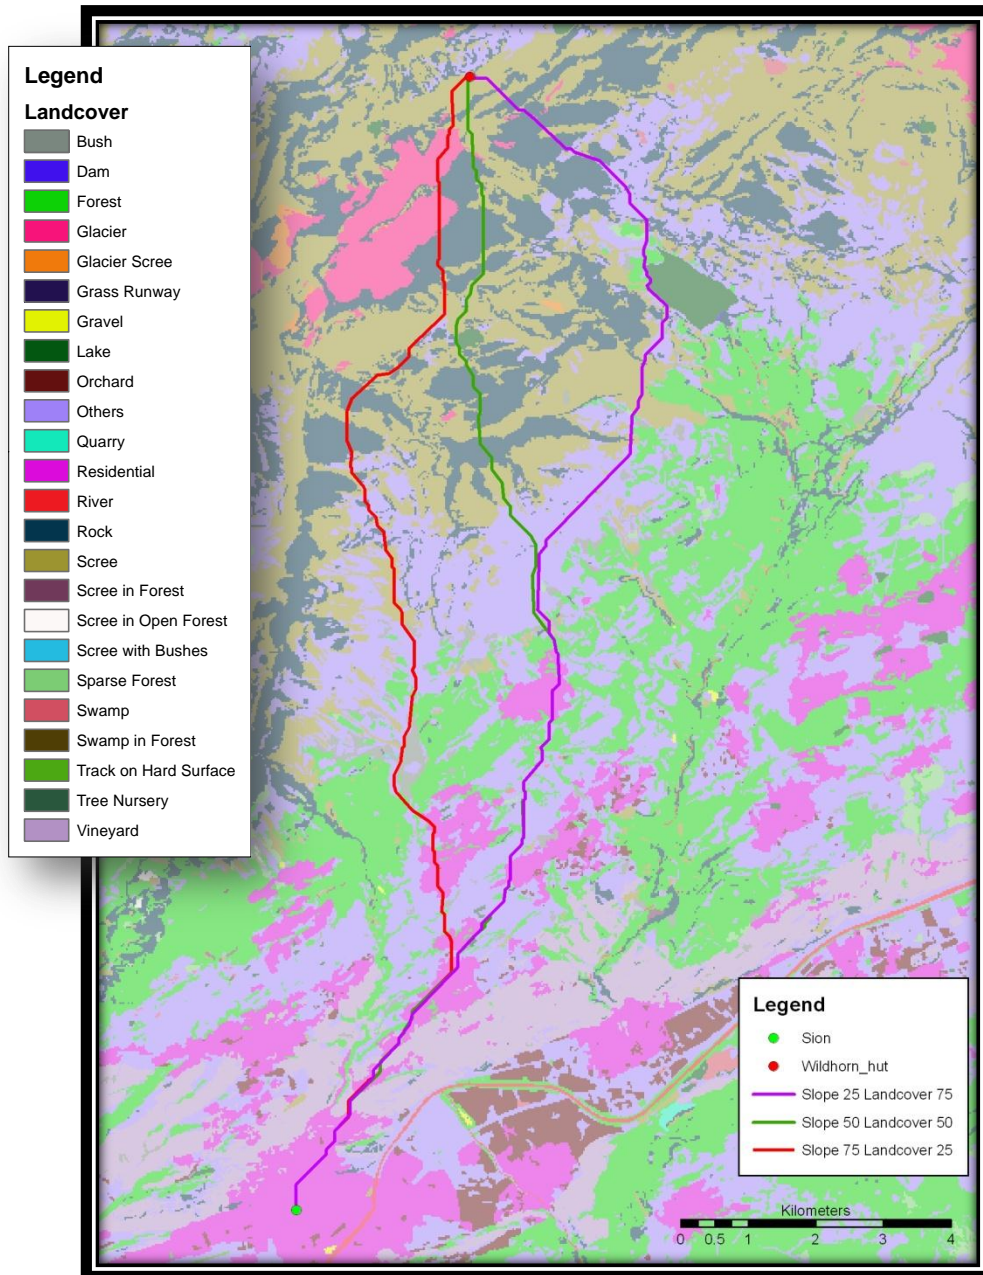 Legend
Landcover
Bush
Dam
Forest
Glacier
Glacier Scree
Grass Runway
Gravel
Lake
Orchard
Others
Quarry
Residential
River
Rock
Scree
Scree in Forest
Scree in Open Forest
Scree with Bushes
Sparse Forest
Swamp
Swamp in Forest
Track on Hard Surface
Tree Nursery
Vineyard
Legend
Sion
Wildhorn_hut
Slope 25 Landcover 75
Slope 50 Landcover 50
Slope 75 Landcover 25
Kilometers
0 0.5 1 2 3 4